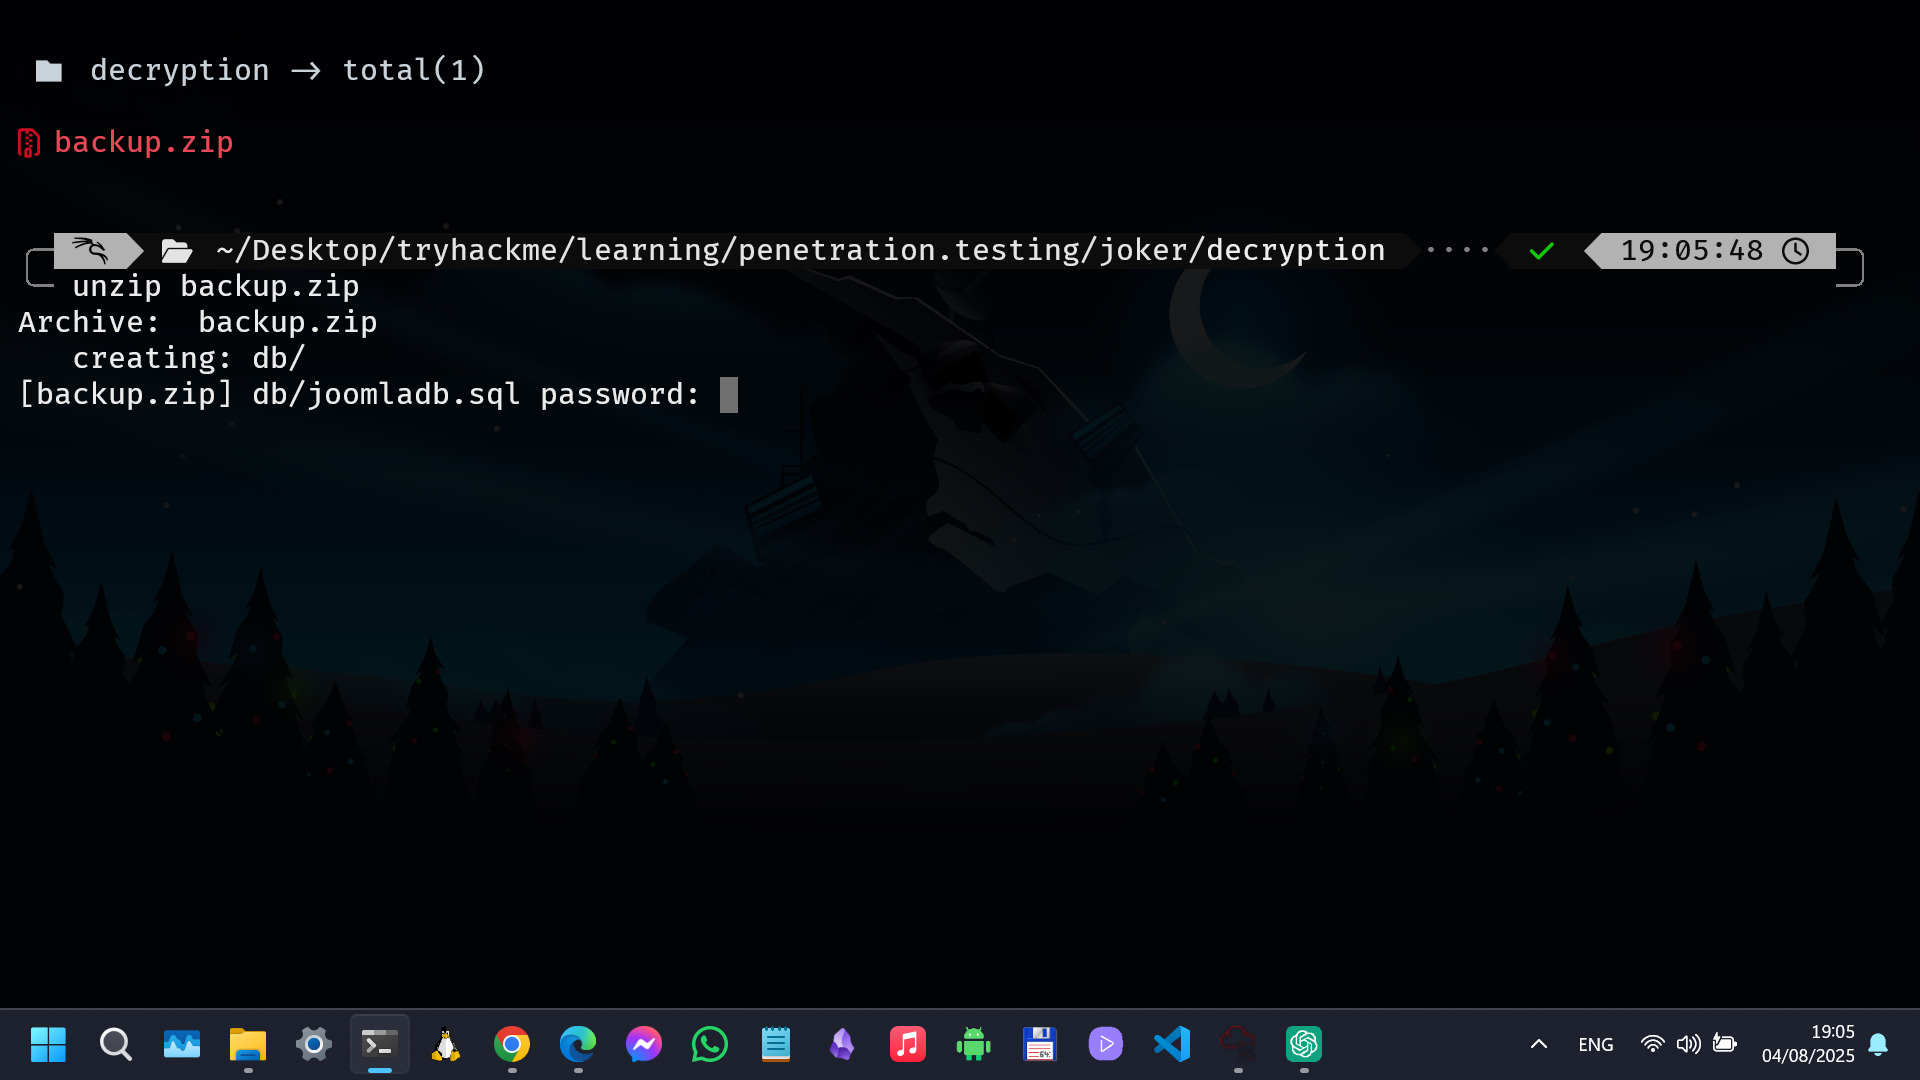 decryption → total(1)
backup.zip
~/Desktop/tryhackme/learning/penetration.testing/joker/decryption ···· ✓ 19:05:48
unzip backup.zip
Archive:  backup.zip
   creating: db/
[backup.zip] db/joomladb.sql password:
64
ENG
19:05
04/08/2025